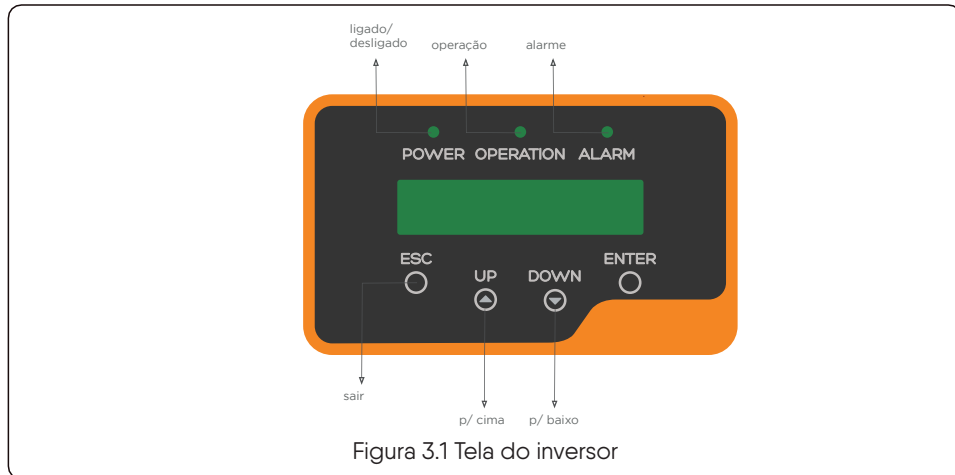 ligado/
desligado
operação
alarme
POWER OPERATION ALARM
ESC
UP
DOWN
ENTER
sair
p/ cima
p/ baixo
Figura 3.1 Tela do inversor